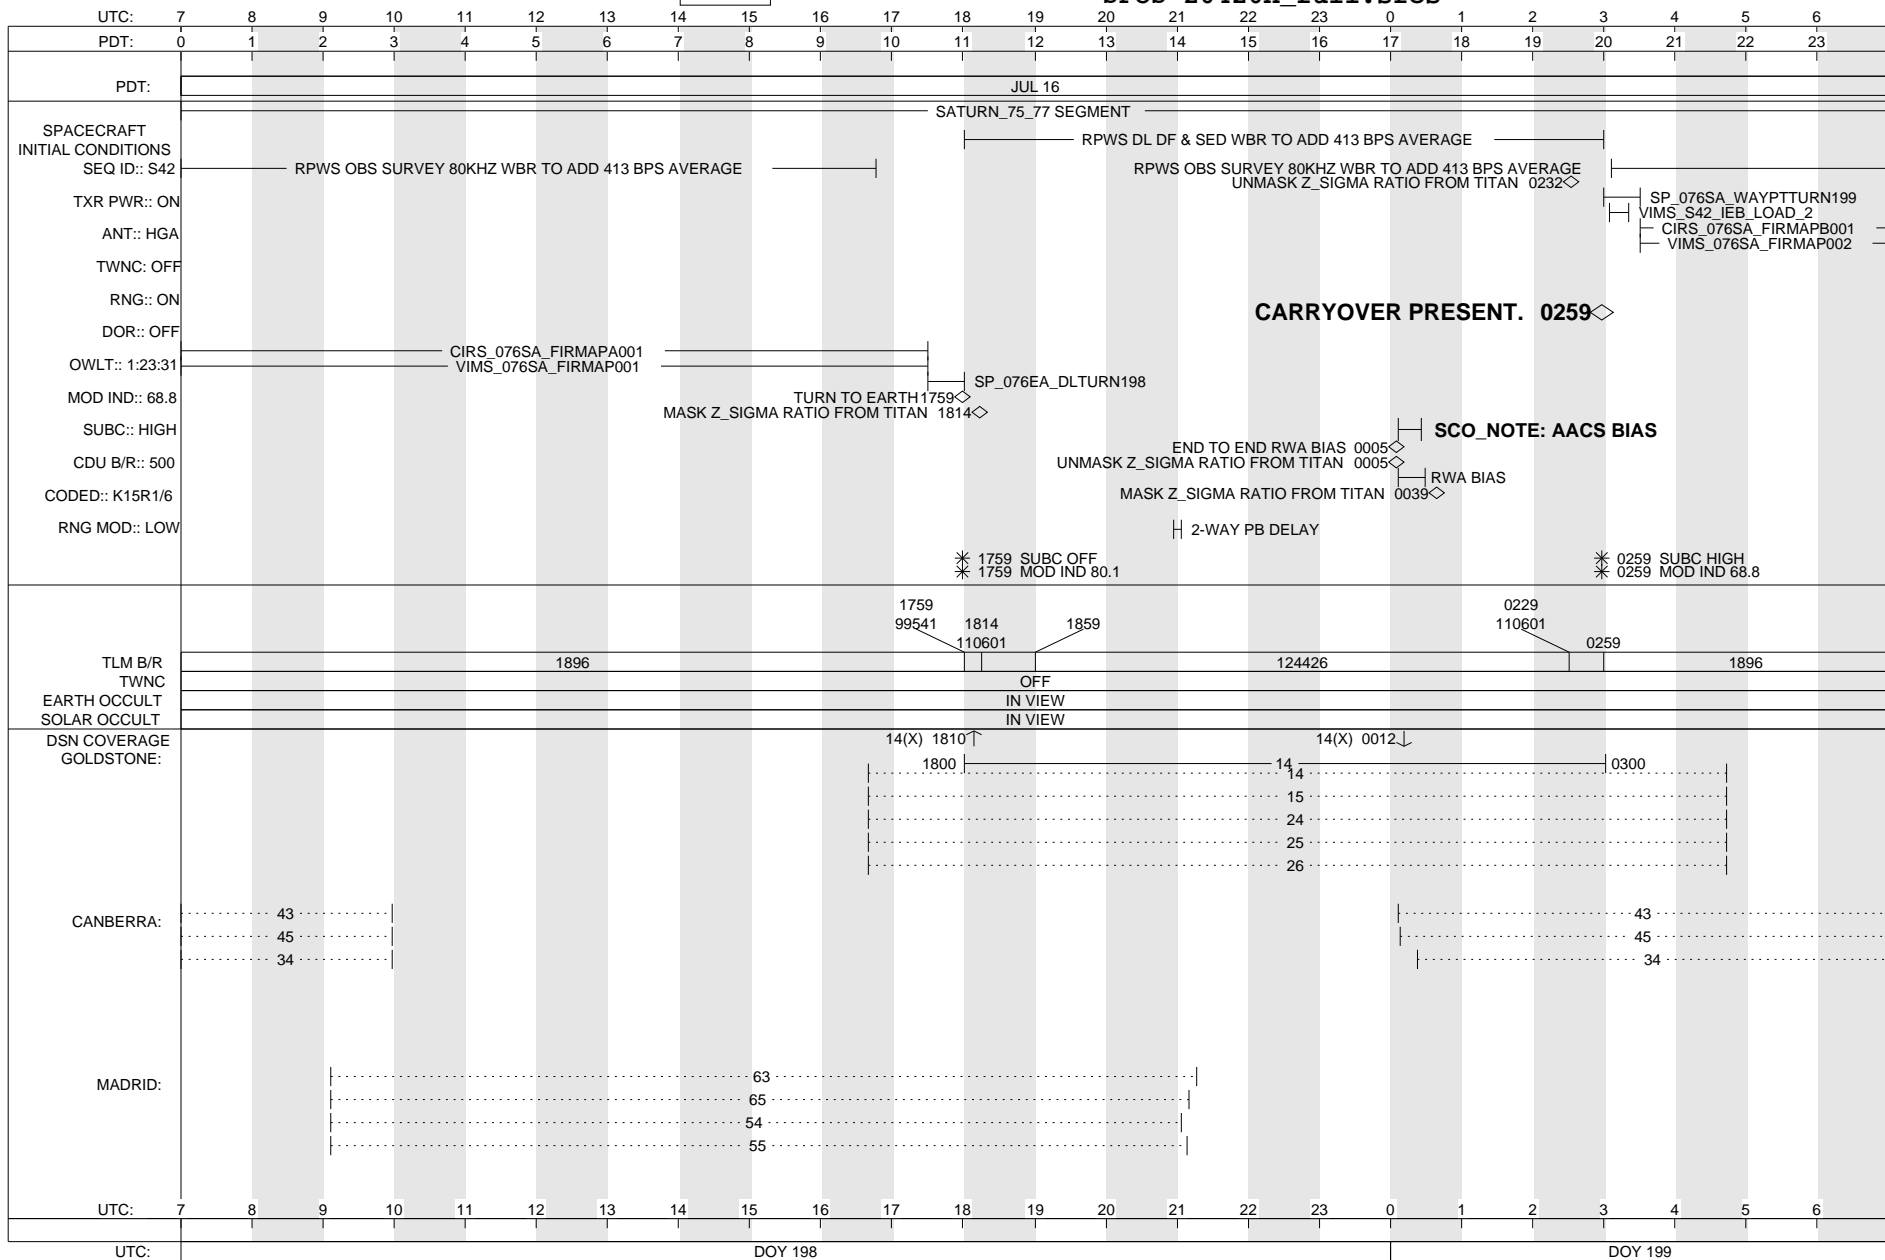 UTC: 7 8 9 10 11 12 13 14 15 16 17 18 19 20 21 22 23 0 1 2 3 4 5 6
PDT: 0 1 2 3 4 5 6 7 8 9 10 11 12 13 14 15 16 17 18 19 20 21 22 23
PDT: JUL 16
SATURN_75_77 SEGMENT
SPACECRAFT
INITIAL CONDITIONS
RPWS DL DF & SED WBR TO ADD 413 BPS AVERAGE
SEQ ID:: S42
RPWS OBS SURVEY 80KHZ WBR TO ADD 413 BPS AVERAGE
RPWS OBS SURVEY 80KHZ WBR TO ADD 413 BPS AVERAGE
UNMASK Z_SIGMA RATIO FROM TITAN 0232
TXR PWR:: ON
SP_076SA_WAYPTTURN199
VIMS_S42_IEB_LOAD_2
ANT:: HGA
CIRS_076SA_FIRMAPB001
VIMS_076SA_FIRMAP002
TWNC: OFF
RNG:: ON
CARRYOVER PRESENT. 0259
DOR:: OFF
CIRS_076SA_FIRMAPA001
OWLT:: 1:23:31
VIMS_076SA_FIRMAP001
SP_076EA_DLTURN198
MOD IND:: 68.8
TURN TO EARTH 1759
MASK Z_SIGMA RATIO FROM TITAN 1814
SUBC:: HIGH
SCO_NOTE: AACS BIAS
END TO END RWA BIAS 0005
CDU B/R:: 500
UNMASK Z_SIGMA RATIO FROM TITAN 0005
RWA BIAS
CODED:: K15R1/6
MASK Z_SIGMA RATIO FROM TITAN 0039
RNG MOD:: LOW
2-WAY PB DELAY
1759 SUBC OFF
0259 SUBC HIGH
1759 MOD IND 80.1
0259 MOD IND 68.8
1759 0229
99541 1814 1859 110601
110601 0259
TLM B/R 1896 124426 1896
TWNC OFF
EARTH OCCULT IN VIEW
SOLAR OCCULT IN VIEW
DSN COVERAGE
14(X) 1810 14(X) 0012
GOLDSTONE:
1800 14 0300
14
15
24
25
26
CANBERRA:
43 43
45 45
34 34
MADRID:
63
65
54
55
UTC: 7 8 9 10 11 12 13 14 15 16 17 18 19 20 21 22 23 0 1 2 3 4 5 6
UTC: DOY 198 DOY 199